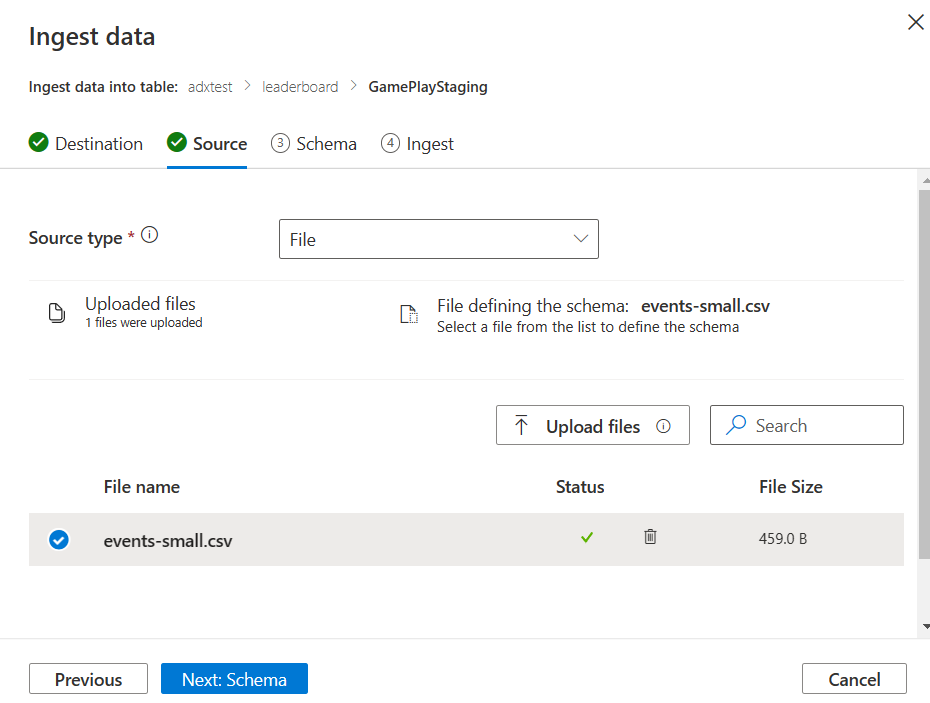 Ingest data
Ingest data into table: adxtest > leaderboard > GamePlayStaging
Destination Source 3 Schema 4 Ingest
Source type *
File
Uploaded files
1 files were uploaded
File defining the schema: events-small.csv
Select a file from the list to define the schema
Upload files Search
File name Status File Size
events-small.csv 459.0 B
Previous Next: Schema Cancel